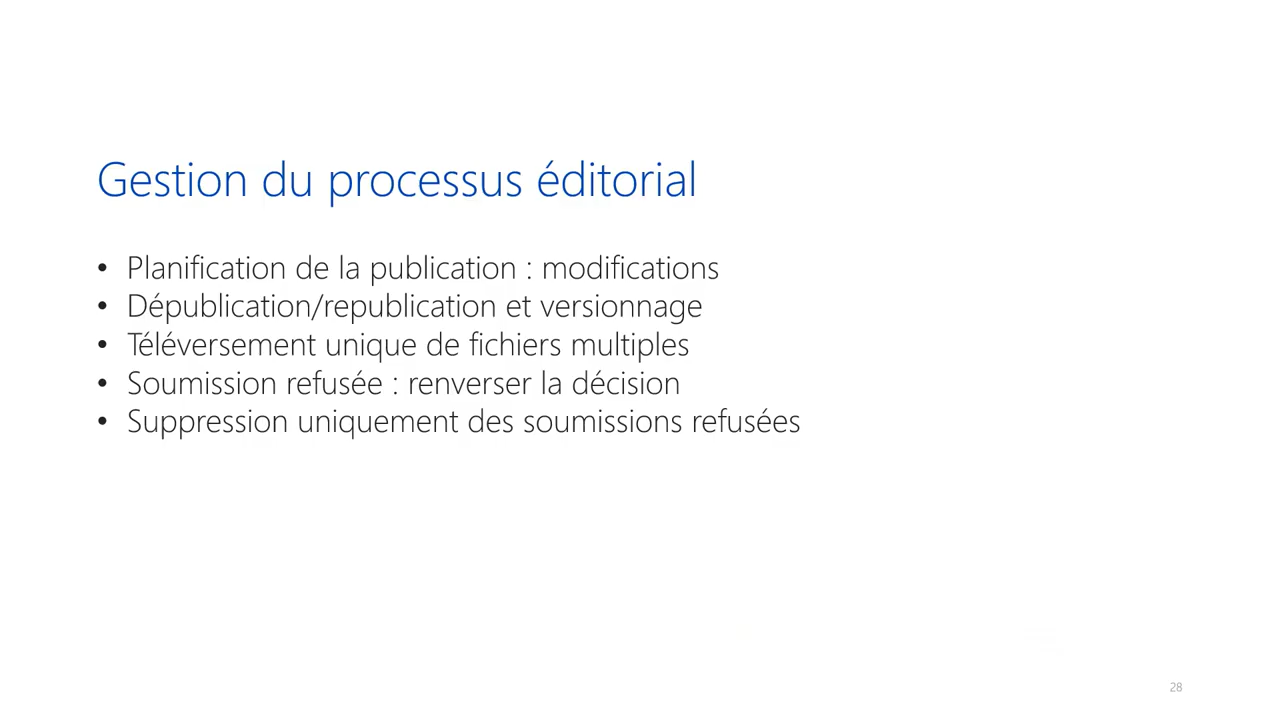 Gestion du processus éditorial
• Planification de la publication : modifications
• Dépublication/republication et versionnage
• Téléversement unique de fichiers multiples
• Soumission refusée : renverser la décision
• Suppression uniquement des soumissions refusées
28